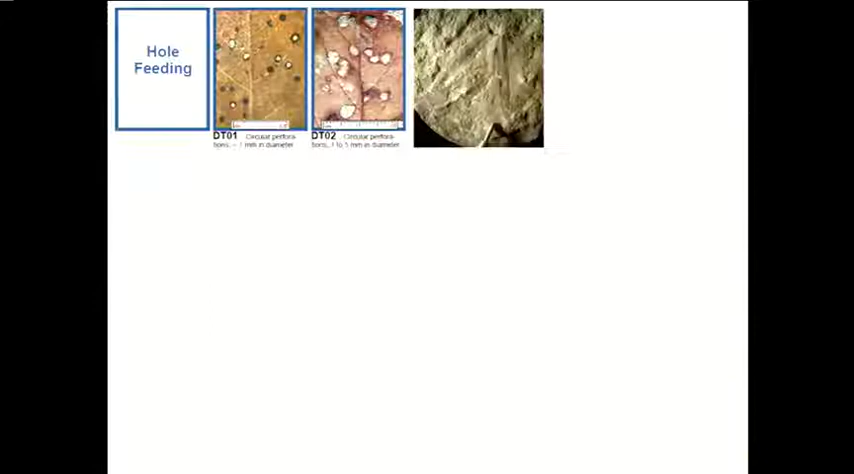 Hole
Feeding
DT01 Circular perfora-
tions, < 1 mm in diameter
DT02 Circular perfora-
tions, 1 to 5 mm in diameter